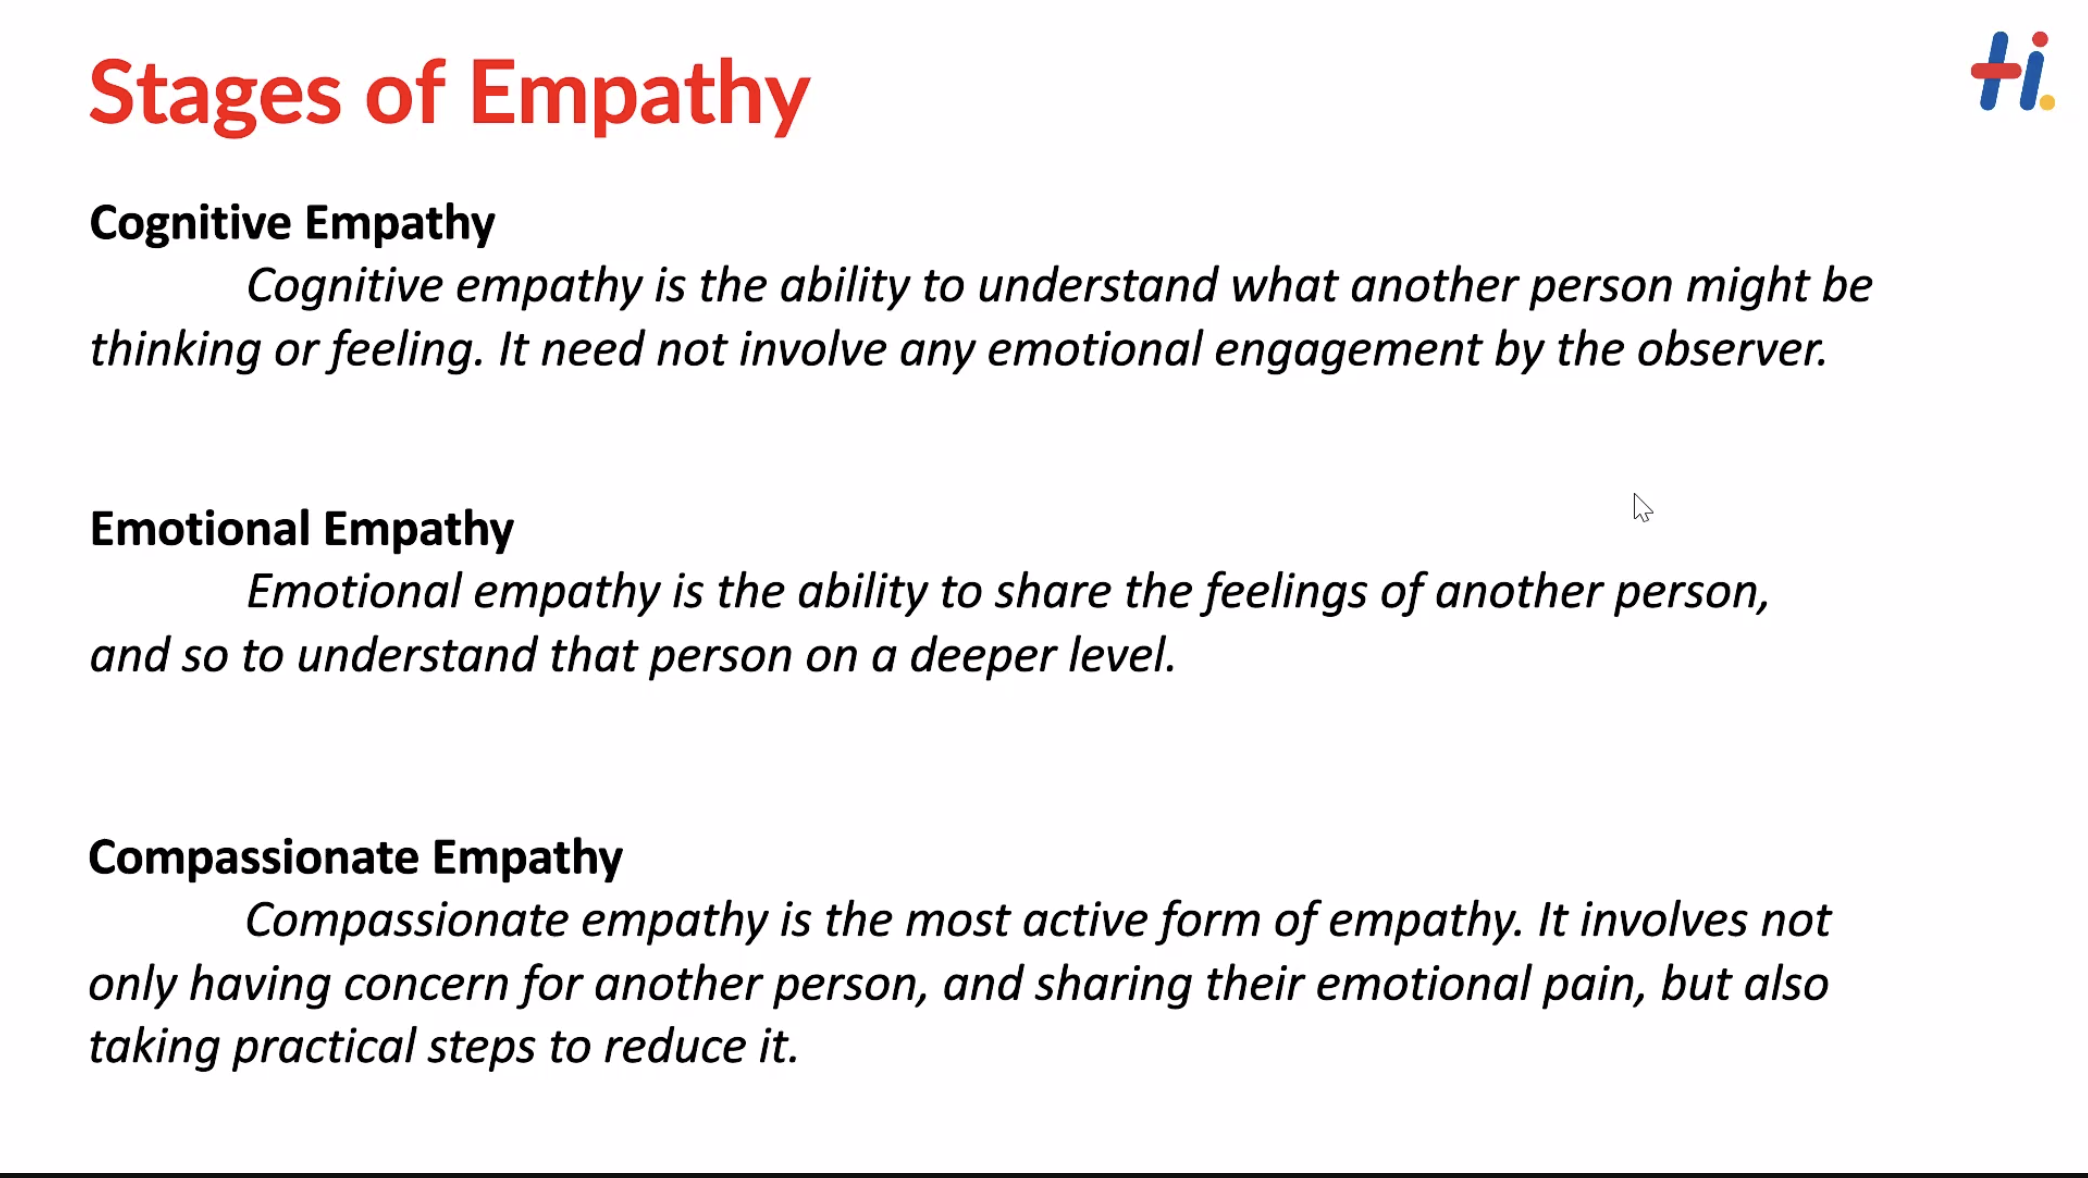 Stages of Empathy
Hi.
Cognitive Empathy
Cognitive empathy is the ability to understand what another person might be
thinking or feeling. It need not involve any emotional engagement by the observer.
Emotional Empathy
Emotional empathy is the ability to share the feelings of another person,
and so to understand that person on a deeper level.
Compassionate Empathy
Compassionate empathy is the most active form of empathy. It involves not
only having concern for another person, and sharing their emotional pain, but also
taking practical steps to reduce it.